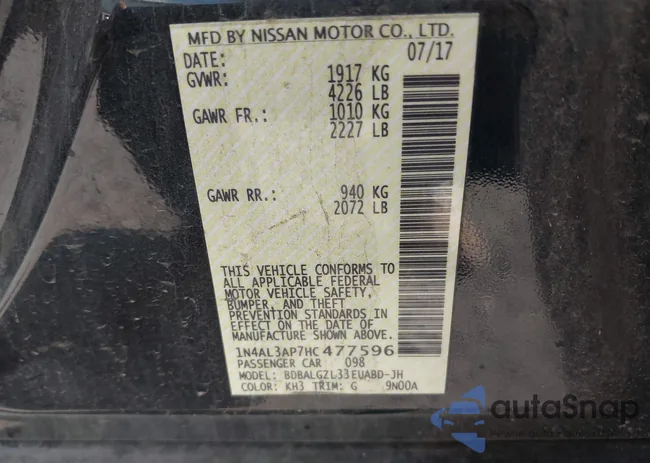 MFD BY NISSAN MOTOR CO., LTD.
DATE: 07/17
GVWR: 1917 KG
4226 LB
GAWR FR.: 1010 KG
2227 LB
GAWR RR.: 940 KG
2072 LB
THIS VEHICLE CONFORMS TO
ALL APPLICABLE FEDERAL
MOTOR VEHICLE SAFETY,
BUMPER, AND THEFT
PREVENTION STANDARDS IN
EFFECT ON THE DATE OF
MANUFACTURE SHOWN ABOVE.
1N4AL3AP7HC477596
PASSENGER CAR 098
MODEL: BDBALGZL33EUABD-JH
COLOR: KH3 TRIM: G 9N00A
autoSnap